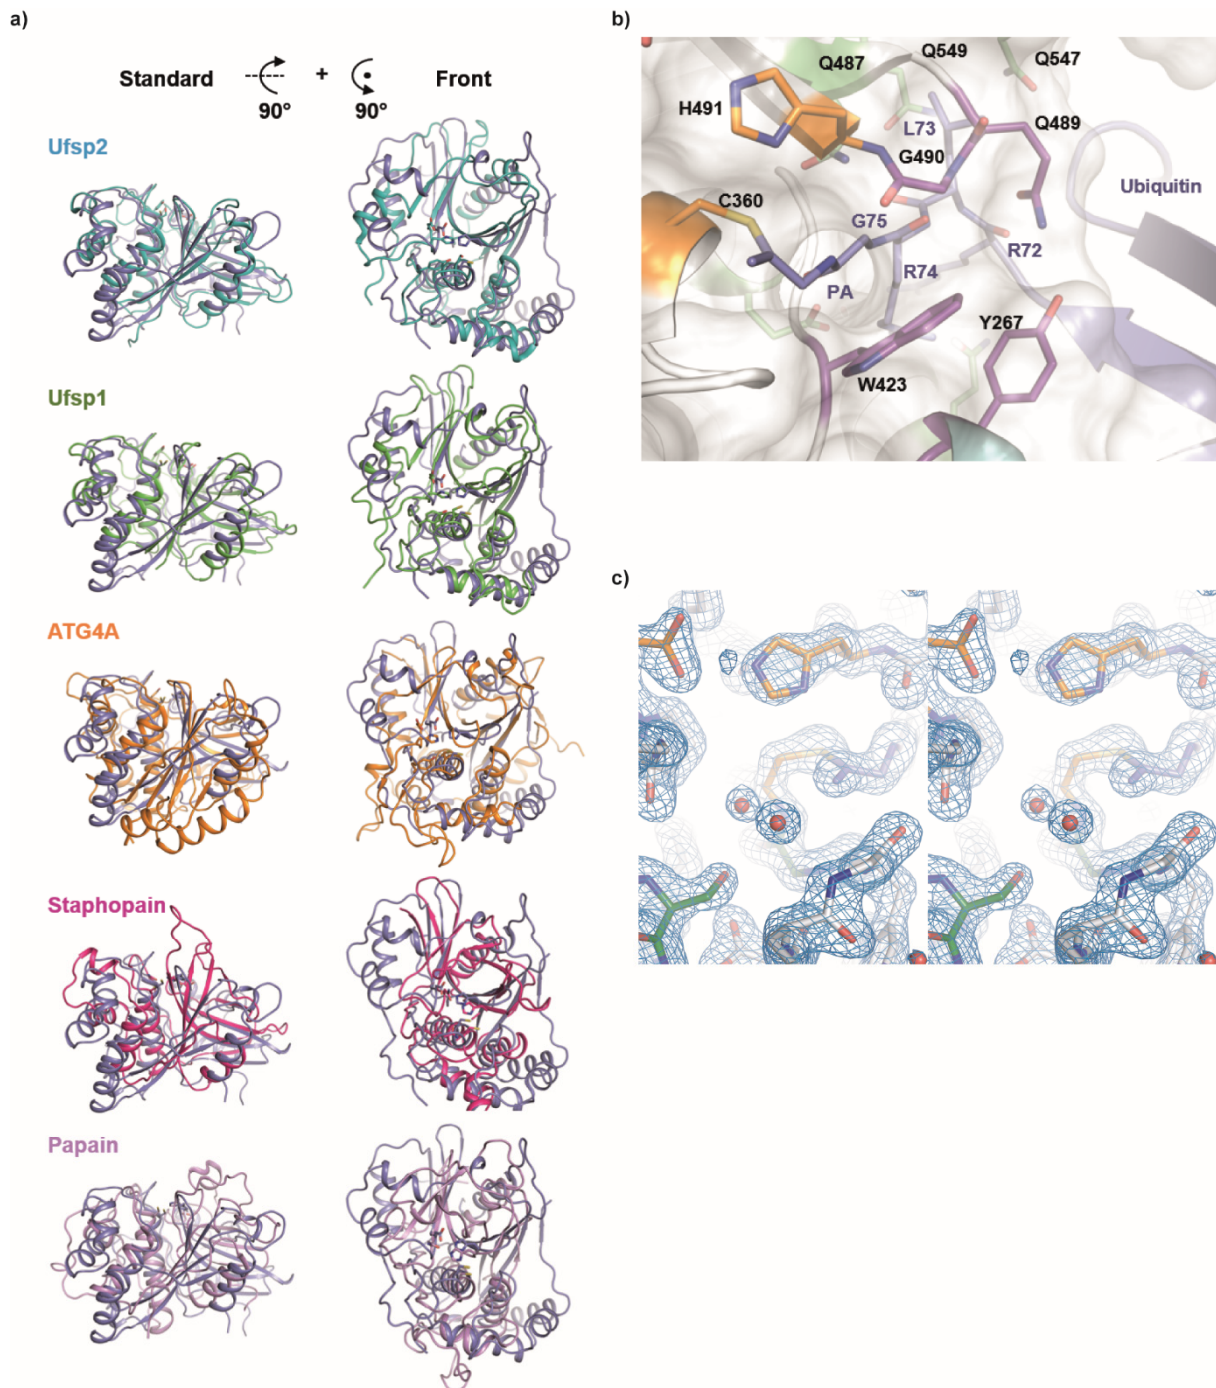 a)
Standard + Front
90° 90°
Ufsp2
Ufsp1
ATG4A
Staphopain
Papain
b)
Q487 Q549 Q547
H491
L73 Q489
G490
C360 Ubiquitin
G75
R72
R74
PA
Y267
W423
c)